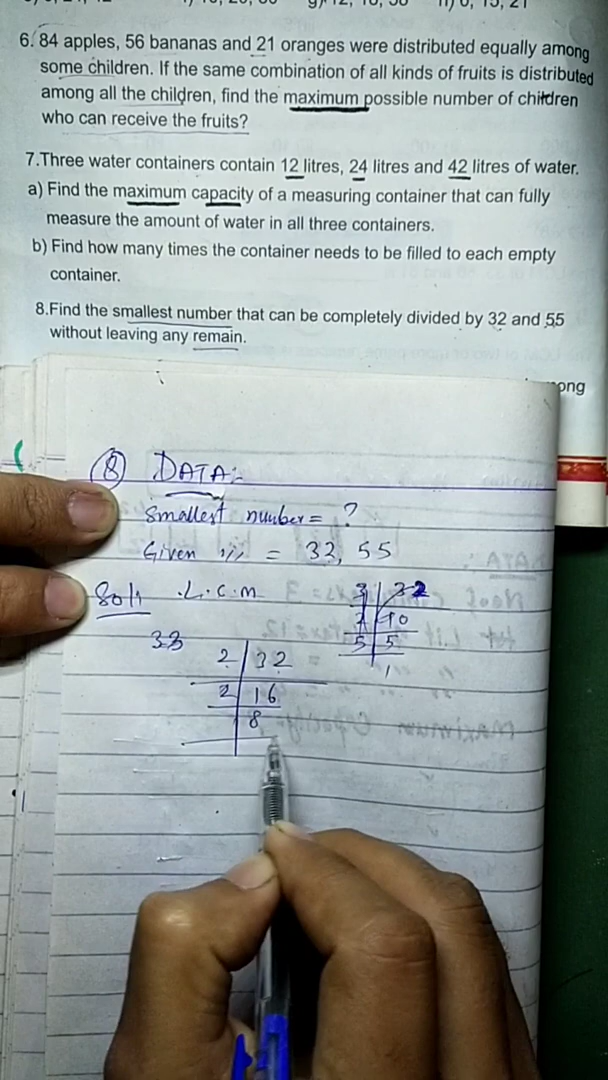 6. 84 apples, 56 bananas and 21 oranges were distributed equally among
some children. If the same combination of all kinds of fruits is distributed
among all the children, find the maximum possible number of children
who can receive the fruits?
7.Three water containers contain 12 litres, 24 litres and 42 litres of water.
a) Find the maximum capacity of a measuring container that can fully
measure the amount of water in all three containers.
b) Find how many times the container needs to be filled to each empty
container.
8.Find the smallest number that can be completely divided by 32 and 55
without leaving any remain.
ong
8 DATA:-
Smallest number = ?
Given = 32, 55
Sol: L.C.M
33
2 | 32
2 | 16
8
3 | 32
2 | 10
5 | 5
1